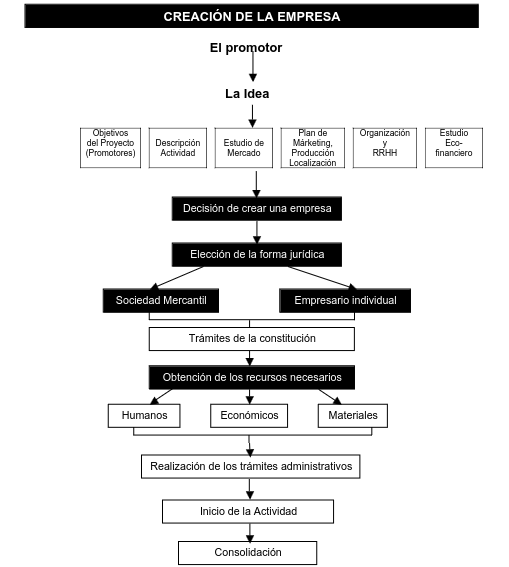 CREACIÓN DE LA EMPRESA
El promotor
La Idea
Objetivos
del Proyecto
(Promotores)
Descripción
Actividad
Estudio de
Mercado
Plan de
Márketing,
Producción
Localización
Organización
y
RRHH
Estudio
Eco-
financiero
Decisión de crear una empresa
Elección de la forma jurídica
Sociedad Mercantil
Empresario individual
Trámites de la constitución
Obtención de los recursos necesarios
Humanos
Económicos
Materiales
Realización de los trámites administrativos
Inicio de la Actividad
Consolidación